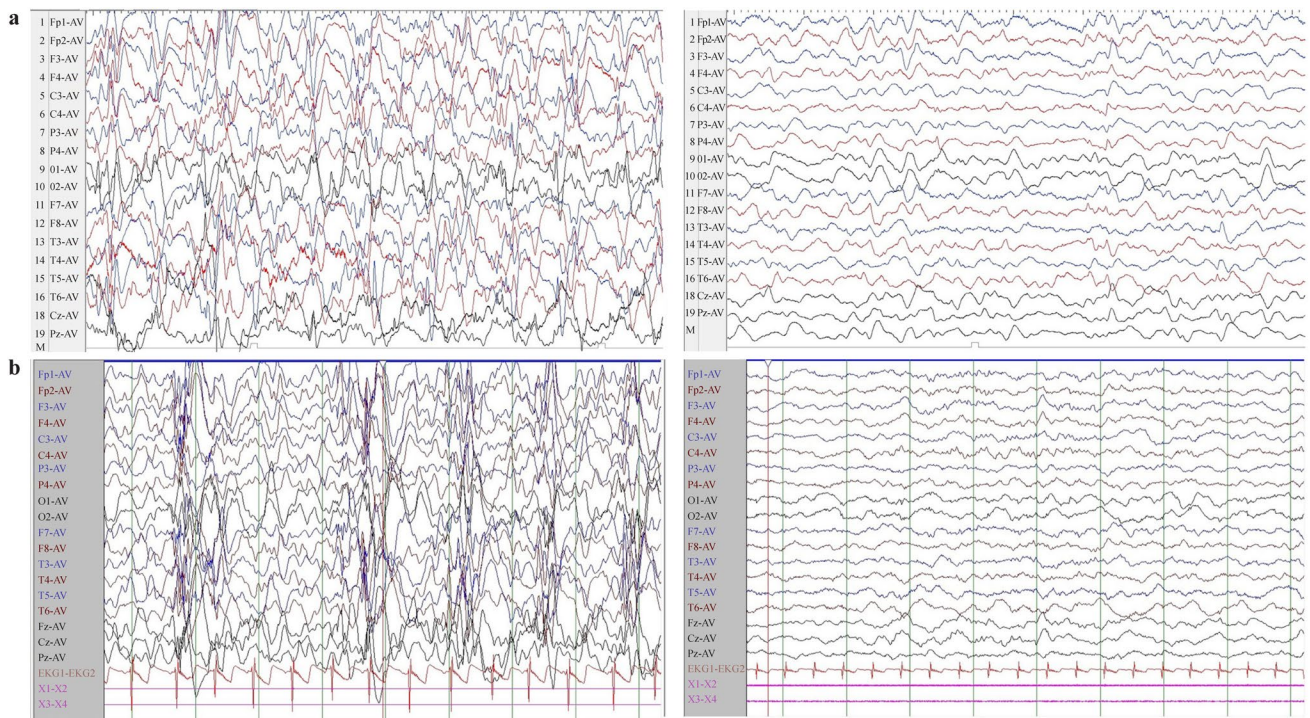 a
1 Fp1-AV
2 Fp2-AV
3 F3-AV
4 F4-AV
5 C3-AV
6 C4-AV
7 P3-AV
8 P4-AV
9 01-AV
10 02-AV
11 F7-AV
12 F8-AV
13 T3-AV
14 T4-AV
15 T5-AV
16 T6-AV
18 Cz-AV
19 Pz-AV
M
1 Fp1-AV
2 Fp2-AV
3 F3-AV
4 F4-AV
5 C3-AV
6 C4-AV
7 P3-AV
8 P4-AV
9 01-AV
10 02-AV
11 F7-AV
12 F8-AV
13 T3-AV
14 T4-AV
15 T5-AV
16 T6-AV
18 Cz-AV
19 Pz-AV
M
b
Fp1-AV
Fp2-AV
F3-AV
F4-AV
C3-AV
C4-AV
P3-AV
P4-AV
O1-AV
O2-AV
F7-AV
F8-AV
T3-AV
T4-AV
T5-AV
T6-AV
Fz-AV
Cz-AV
Pz-AV
EKG1-EKG2
X1-X2
X3-X4
Fp1-AV
Fp2-AV
F3-AV
F4-AV
C3-AV
C4-AV
P3-AV
P4-AV
O1-AV
O2-AV
F7-AV
F8-AV
T3-AV
T4-AV
T5-AV
T6-AV
Fz-AV
Cz-AV
Pz-AV
EKG1-EKG2
X1-X2
X3-X4